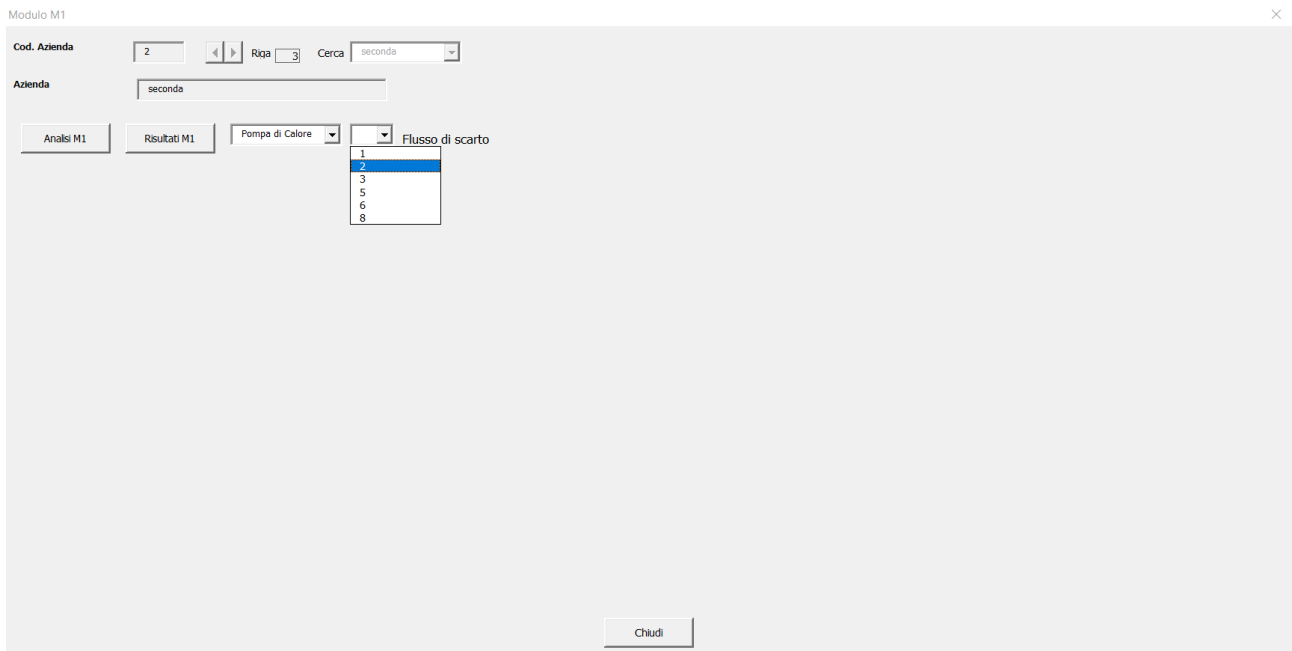 Modulo M1
Cod. Azienda 2 Riga 3 Cerca seconda
Azienda seconda
Analisi M1 Risultati M1 Pompa di Calore Flusso di scarto
1
2
3
5
6
8
Chiudi